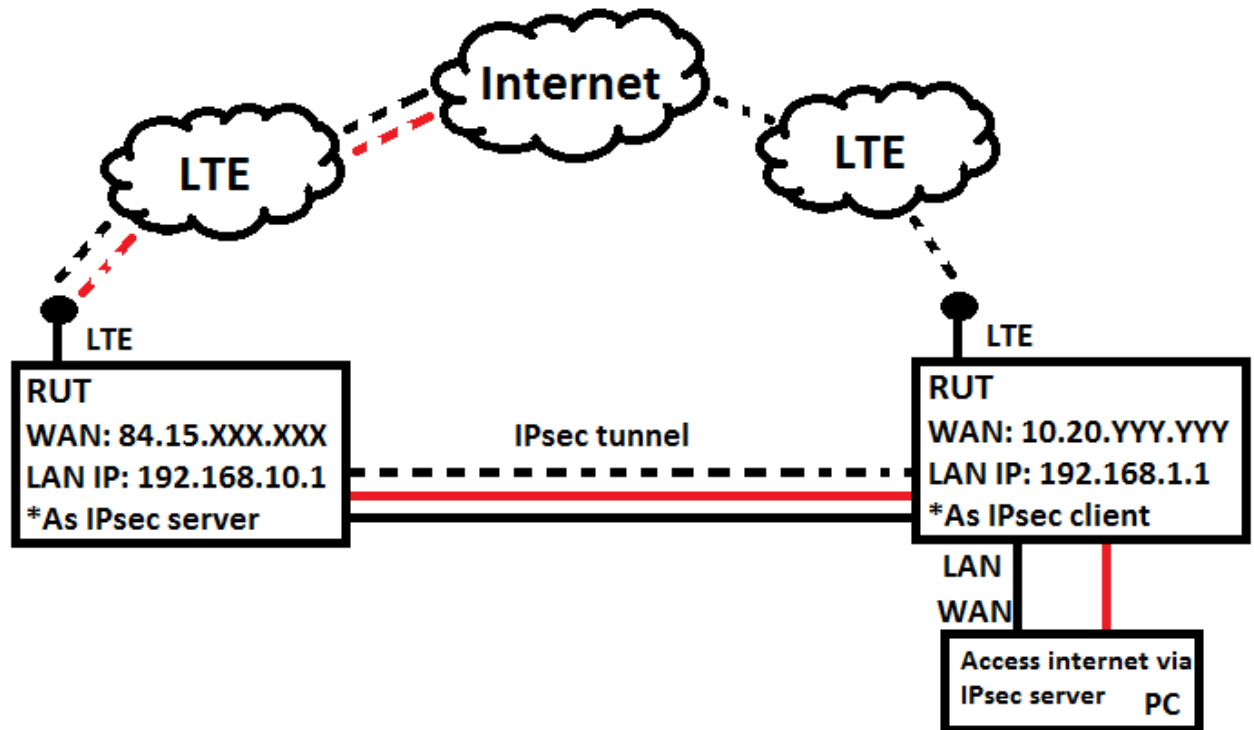 Internet
LTE
LTE
LTE
LTE
RUT
WAN: 84.15.XXX.XXX
LAN IP: 192.168.10.1
*As IPsec server
IPsec tunnel
RUT
WAN: 10.20.YYY.YYY
LAN IP: 192.168.1.1
*As IPsec client
LAN
WAN
Access internet via
IPsec server
PC